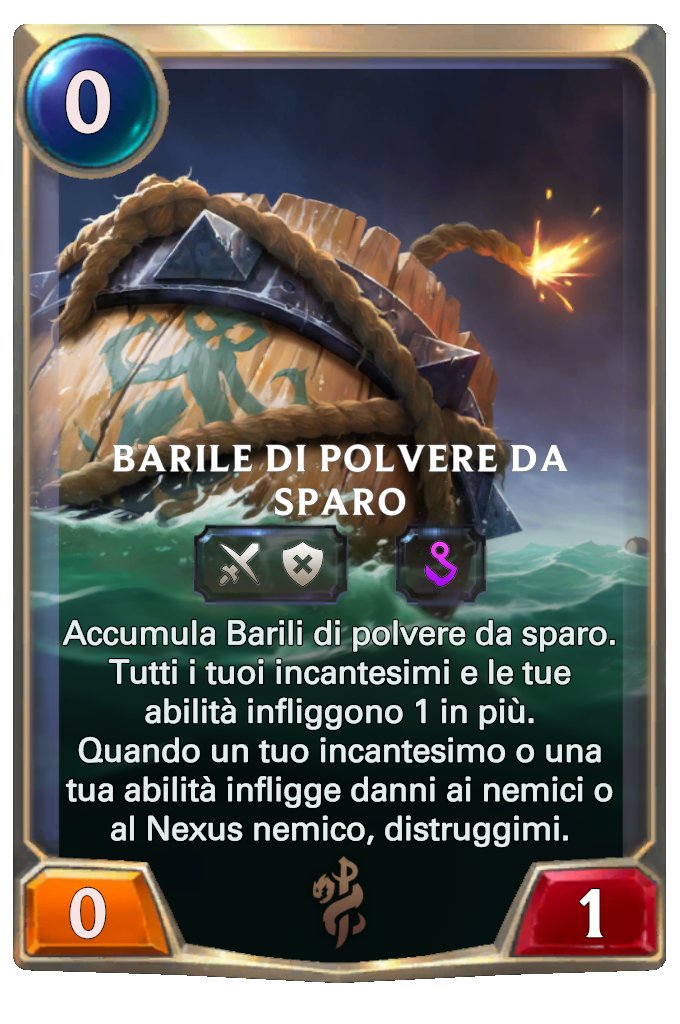 0
BARILE DI POLVERE DA
SPARO
Accumula Barili di polvere da sparo.
Tutti i tuoi incantesimi e le tue
abilità infliggono 1 in più.
Quando un tuo incantesimo o una
tua abilità infligge danni ai nemici o
al Nexus nemico, distruggimi.
0
1